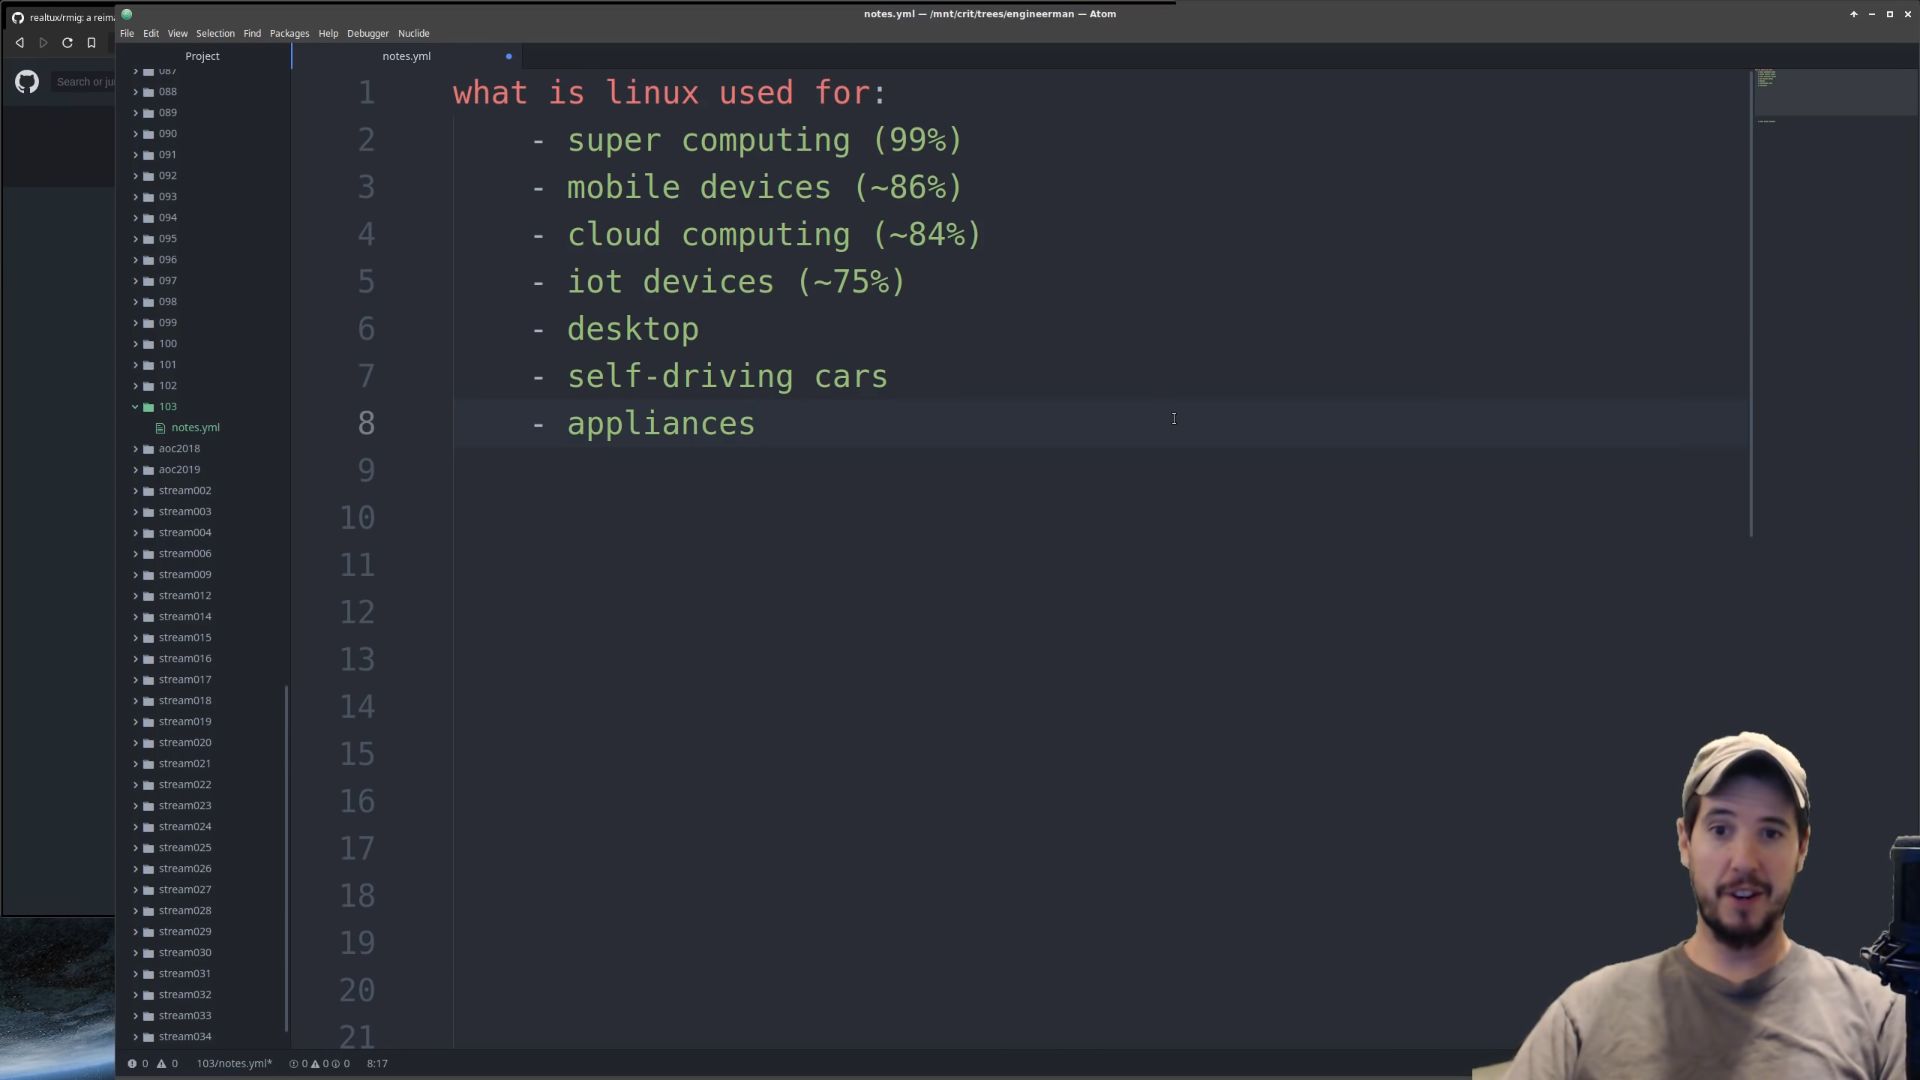 realtux/rmig: a reima
notes.yml — /mnt/crit/trees/engineerman — Atom
File Edit View Selection Find Packages Help Debugger Nuclide
Project
notes.yml
Search or ju
087
088
089
090
091
092
093
094
095
096
097
098
099
100
101
102
103
notes.yml
aoc2018
aoc2019
stream002
stream003
stream004
stream006
stream009
stream012
stream014
stream015
stream016
stream017
stream018
stream019
stream020
stream021
stream022
stream023
stream024
stream025
stream026
stream027
stream028
stream029
stream030
stream031
stream032
stream033
stream034
1 what is linux used for:
2 - super computing (99%)
3 - mobile devices (~86%)
4 - cloud computing (~84%)
5 - iot devices (~75%)
6 - desktop
7 - self-driving cars
8 - appliances
9
10
11
12
13
14
15
16
17
18
19
20
21
0 0 103/notes.yml* 0 0 0 8:17